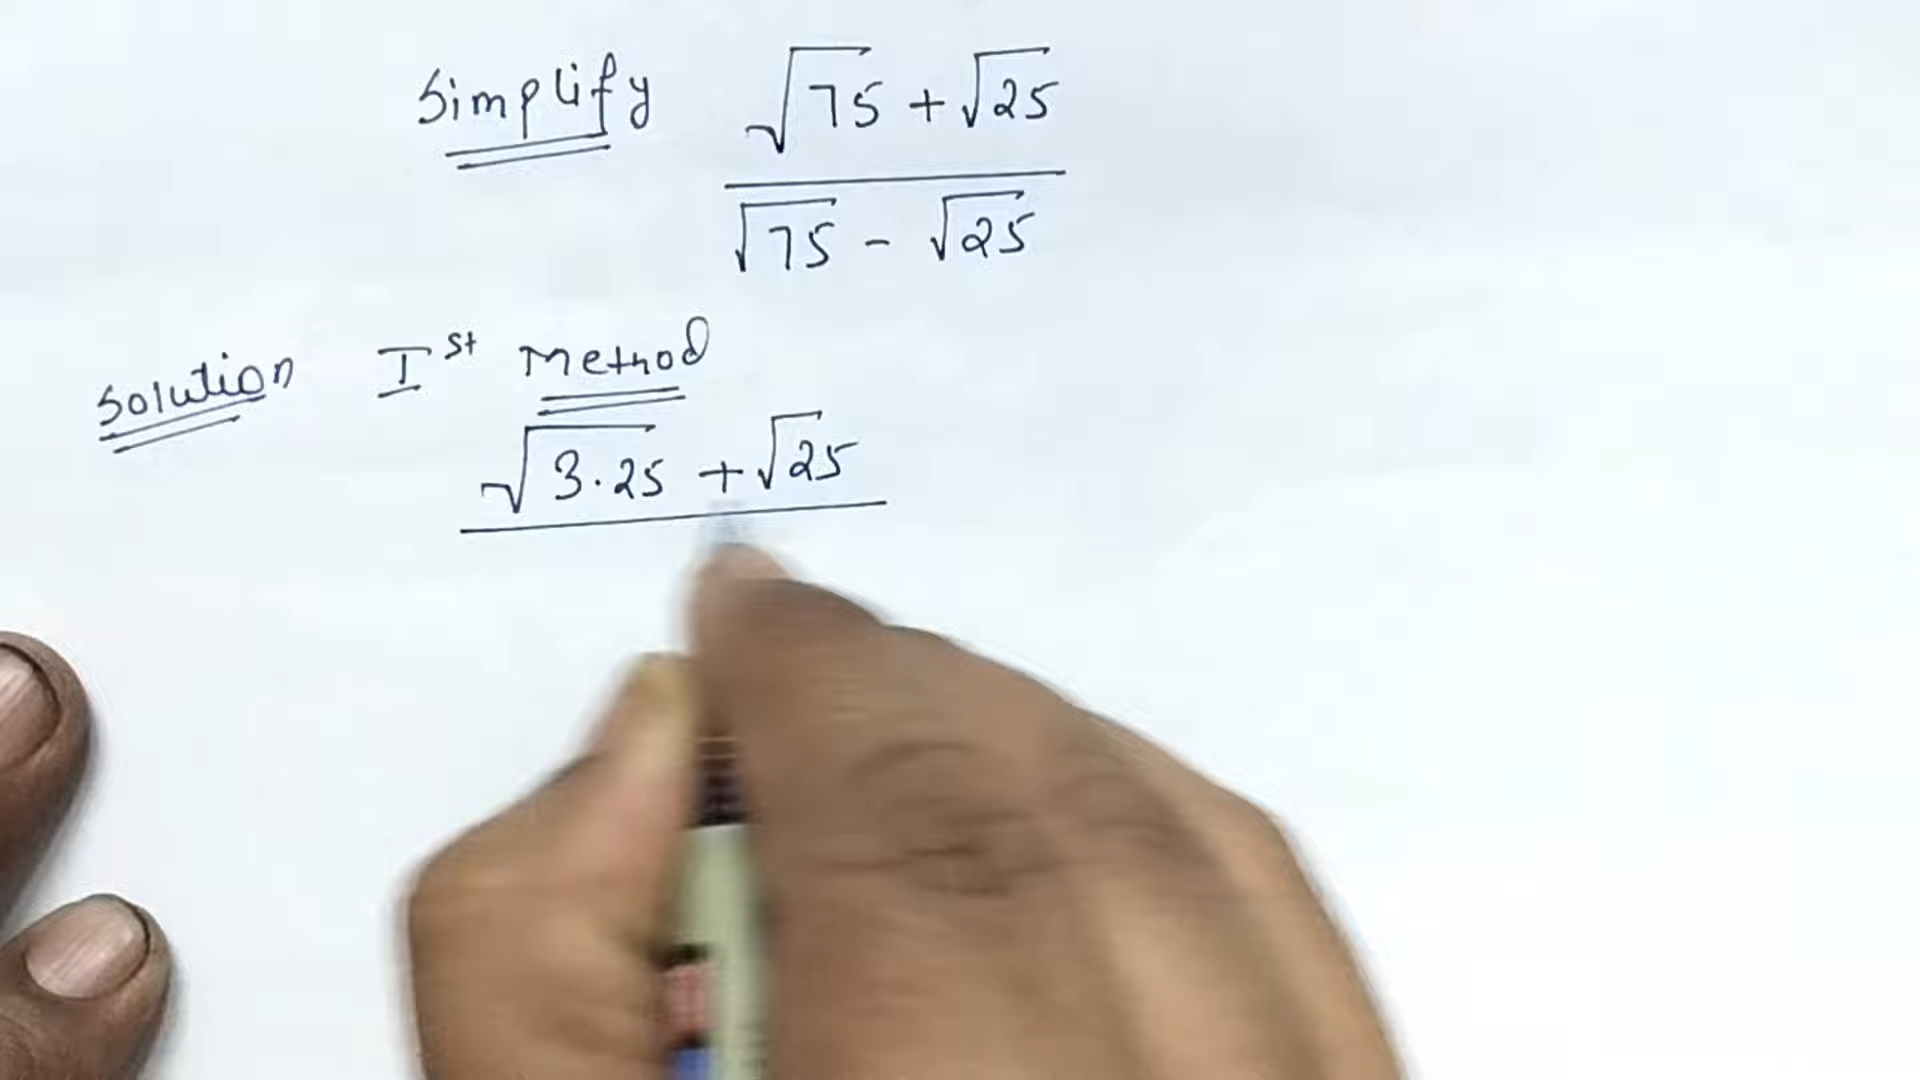 Simplify √75 + √25
√75 - √25
Solution Ist Method
√3.25 + √25